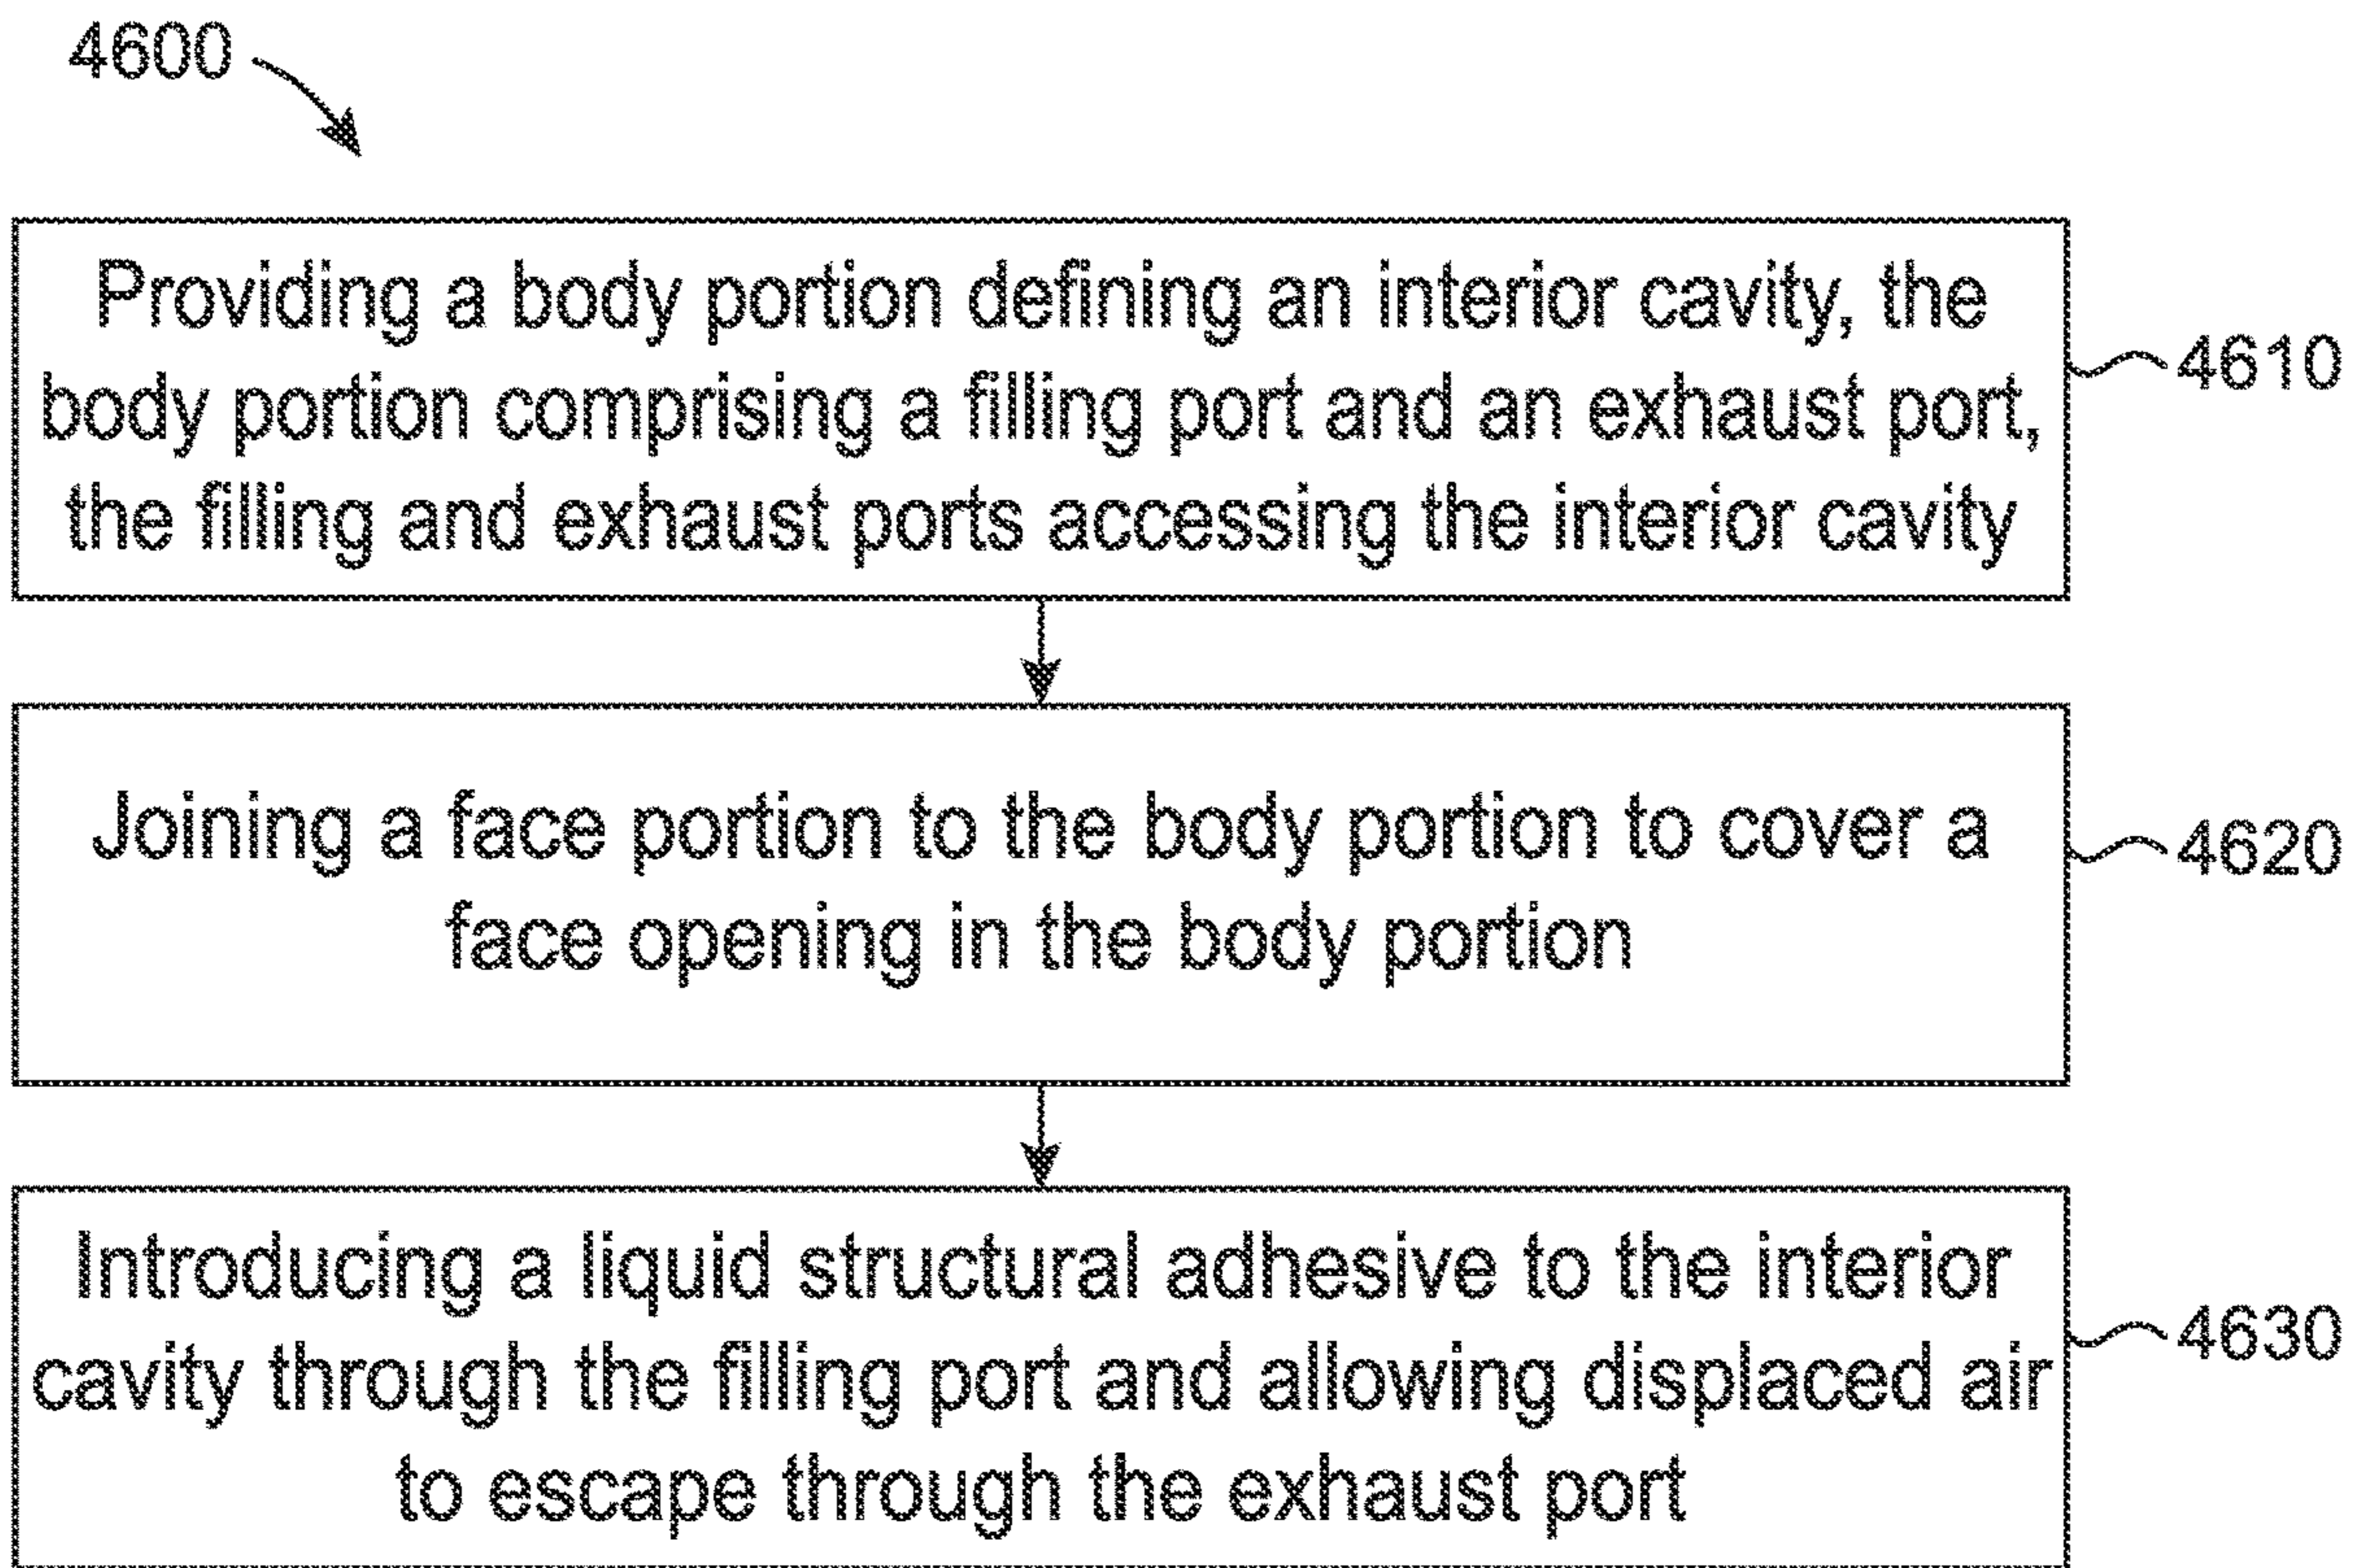 4600
Providing a body portion defining an interior cavity, the
body portion comprising a filling port and an exhaust port,
the filling and exhaust ports accessing the interior cavity
4610
Joining a face portion to the body portion to cover a
face opening in the body portion
4620
Introducing a liquid structural adhesive to the interior
cavity through the filling port and allowing displaced air
to escape through the exhaust port
4630